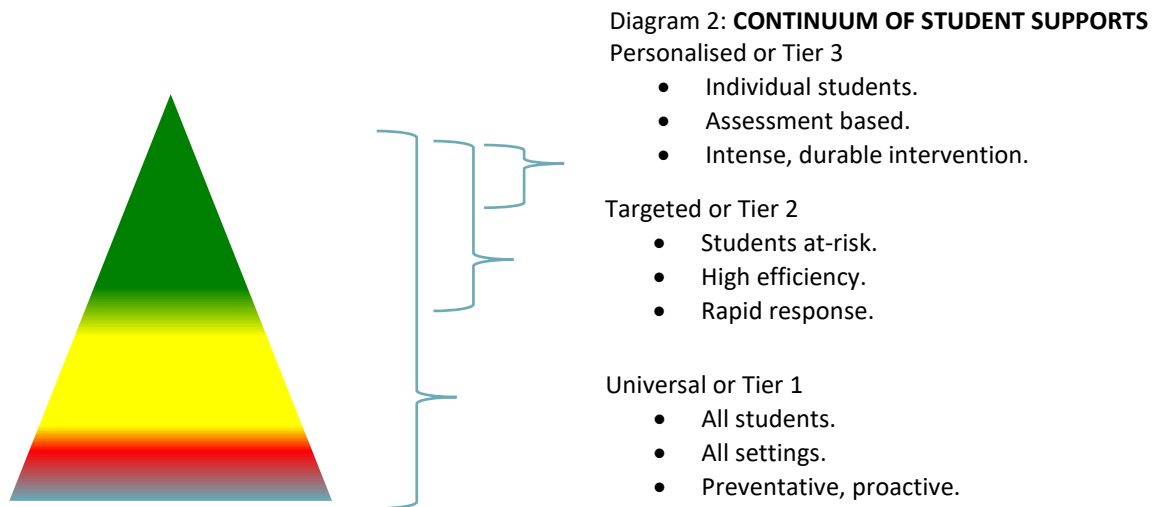 Diagram 2: CONTINUUM OF STUDENT SUPPORTS
Personalised or Tier 3
• Individual students.
• Assessment based.
• Intense, durable intervention.
Targeted or Tier 2
• Students at-risk.
• High efficiency.
• Rapid response.
Universal or Tier 1
• All students.
• All settings.
• Preventative, proactive.